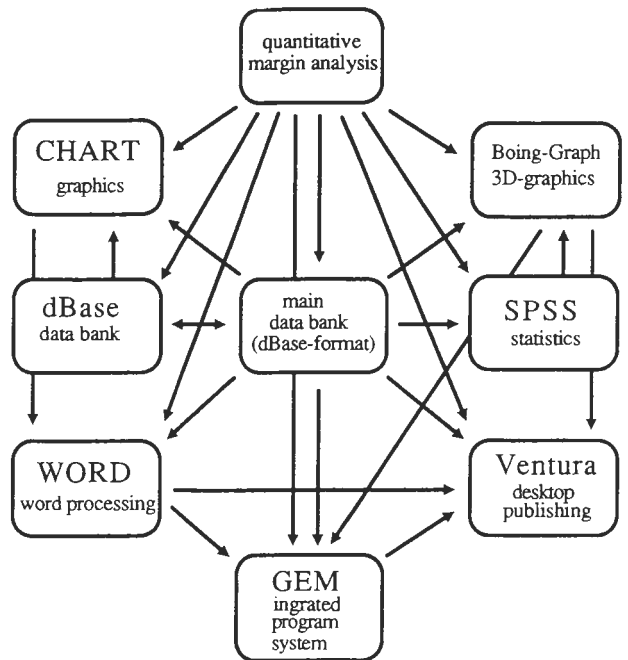 quantitative
margin analysis
CHART
graphics
Boing-Graph
3D-graphics
dBase
data bank
main
data bank
(dBase-format)
SPSS
statistics
WORD
word processing
Ventura
desktop
publishing
GEM
ingrated
program
system